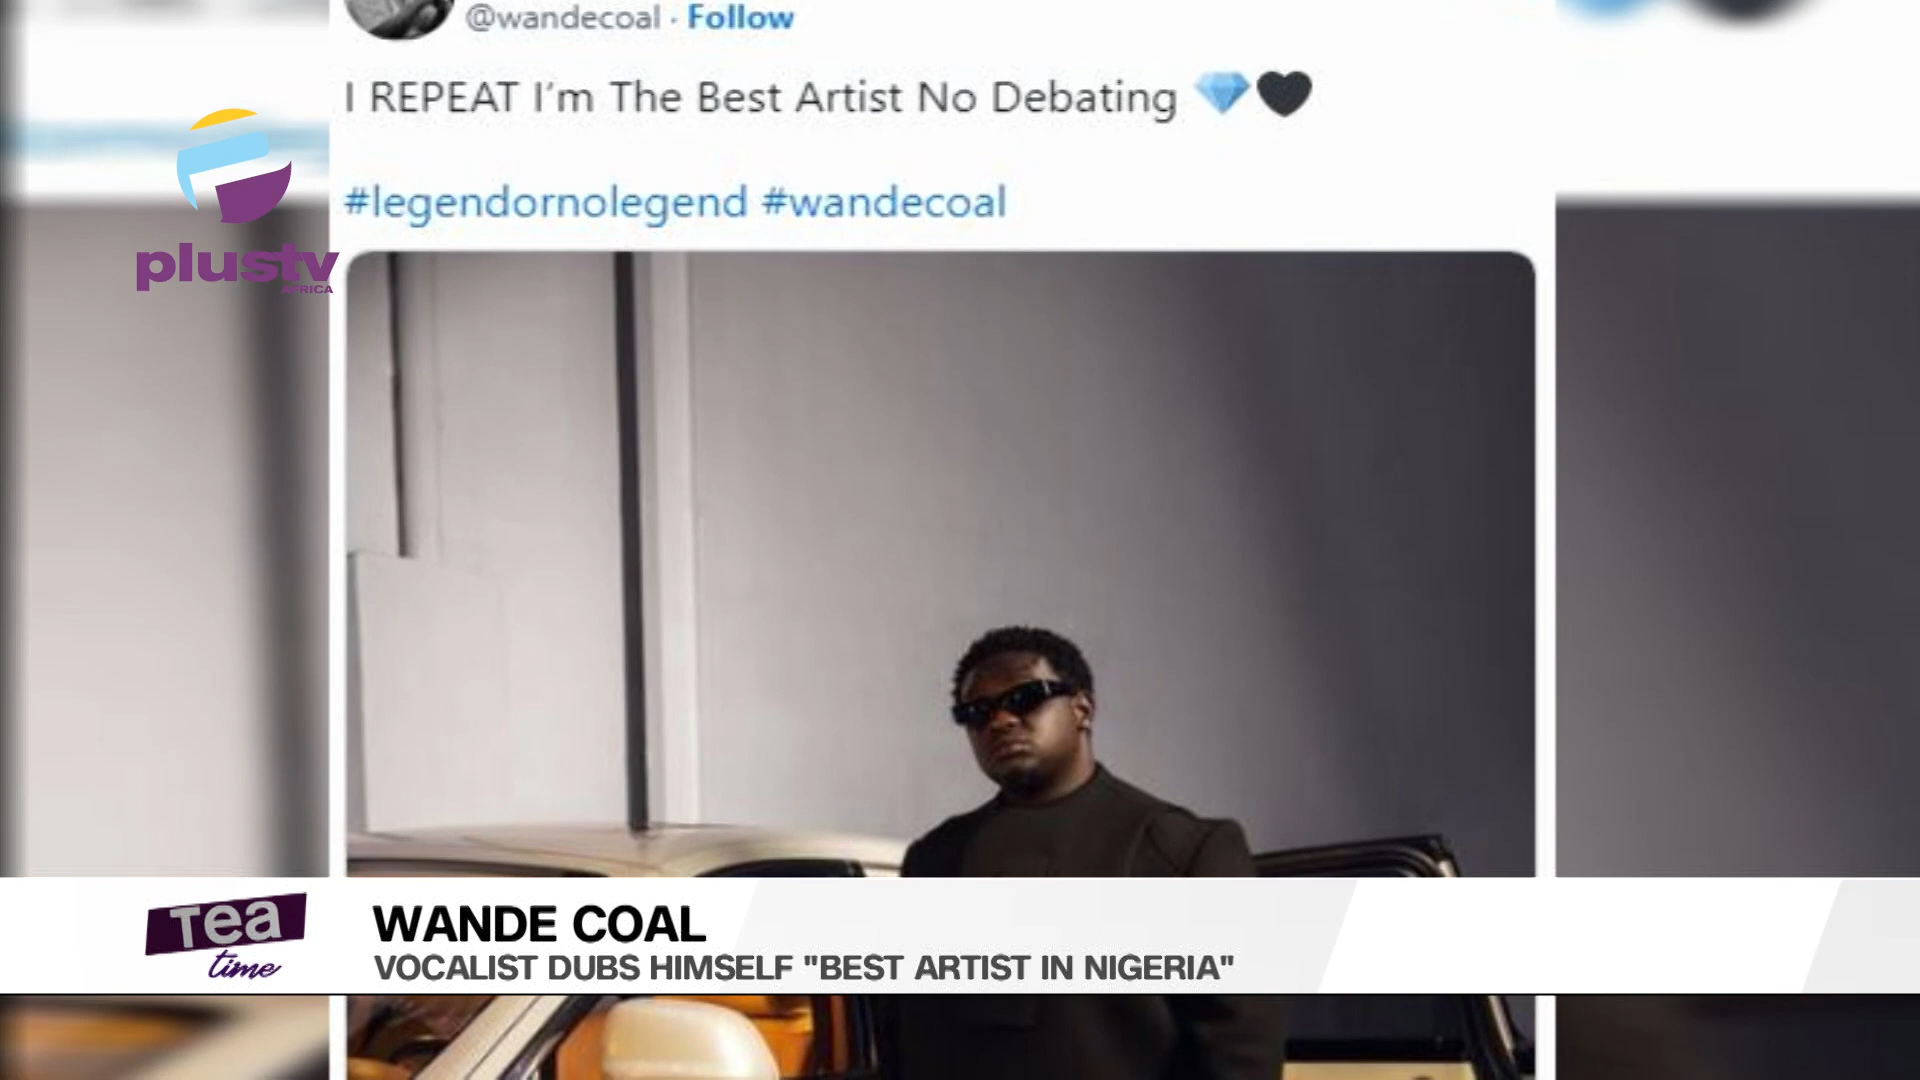 @wandecoal · Follow
I REPEAT I'm The Best Artist No Debating 💎🖤
#legendornolegend #wandecoal
plustv
AFRICA
Tea
time
WANDE COAL
VOCALIST DUBS HIMSELF "BEST ARTIST IN NIGERIA"